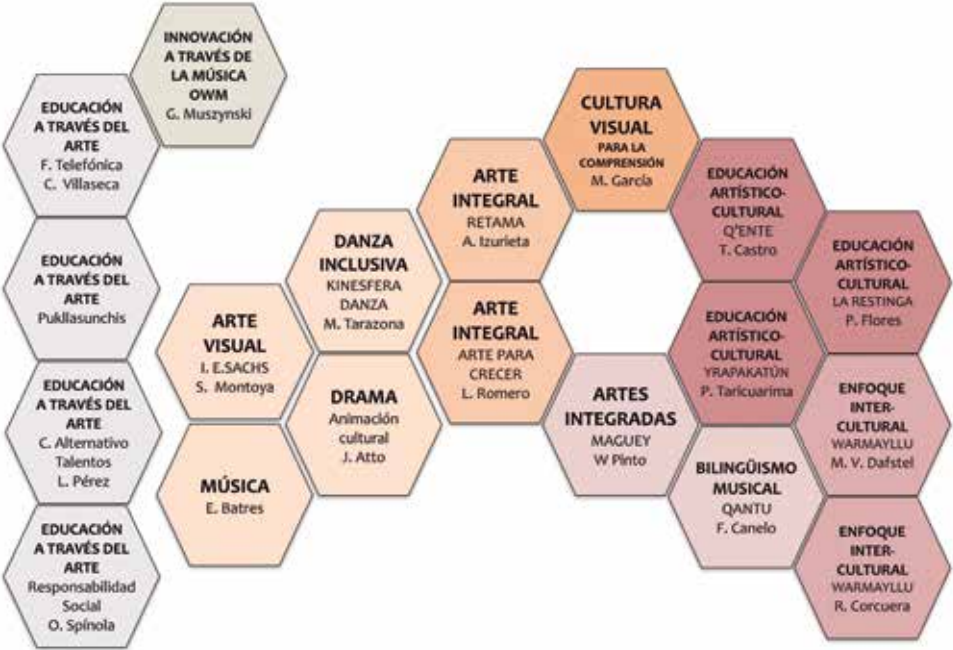 INNOVACIÓN
A TRAVÉS DE
LA MÚSICA
OWM
G. Muszynski
EDUCACIÓN
A TRAVÉS DEL
ARTE
F. Telefónica
C. Villaseca
EDUCACIÓN
A TRAVÉS DEL
ARTE
Pukllasunchis
EDUCACIÓN
A TRAVÉS DEL
ARTE
C. Alternativo
Talentos
L. Pérez
EDUCACIÓN
A TRAVÉS DEL
ARTE
Responsabilidad
Social
O. Spínola
ARTE
VISUAL
I. E.SACHS
S. Montoya
MÚSICA
E. Batres
DANZA
INCLUSIVA
KINESFERA
DANZA
M. Tarazona
DRAMA
Animación
cultural
J. Atto
ARTE
INTEGRAL
RETAMA
A. Izurieta
ARTE
INTEGRAL
ARTE PARA
CRECER
L. Romero
CULTURA
VISUAL
PARA LA
COMPRENSIÓN
M. García
ARTES
INTEGRADAS
MAGUEY
W Pinto
EDUCACIÓN
ARTÍSTICO-
CULTURAL
Q'ENTE
T. Castro
EDUCACIÓN
ARTÍSTICO-
CULTURAL
YRAPAKATÚN
P. Taricuarima
BILINGÜISMO
MUSICAL
QANTU
F. Canelo
EDUCACIÓN
ARTÍSTICO-
CULTURAL
LA RESTINGA
P. Flores
ENFOQUE
INTER-
CULTURAL
WARMAYLLU
M. V. Dafstel
ENFOQUE
INTER-
CULTURAL
WARMAYLLU
R. Corcuera